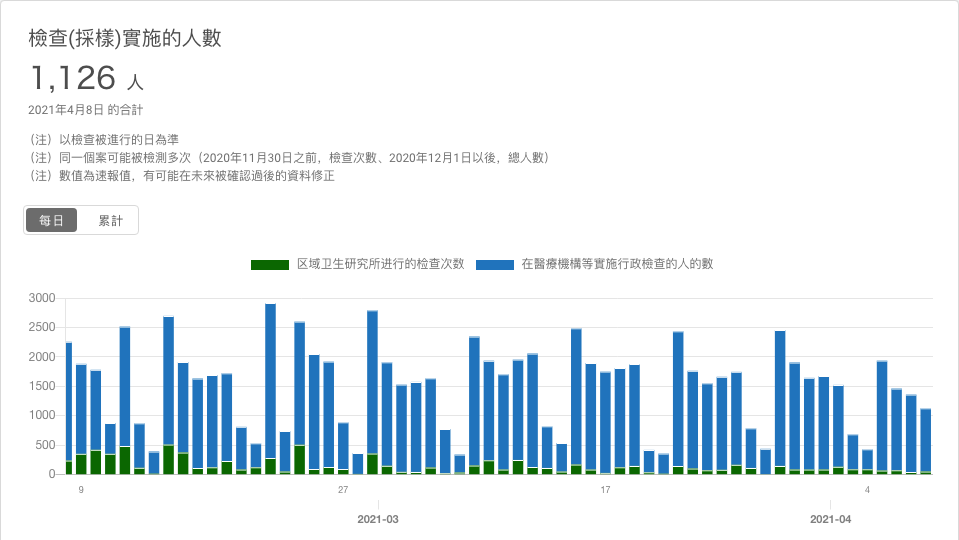 檢查(採樣)實施的人數
1,126 人
2021年4月8日 的合計
（注）以檢查被進行的日為準
（注）同一個案可能被檢測多次（2020年11月30日之前，檢查次數、2020年12月1日以後，總人數）
（注）數值為速報值，有可能在未來被確認過後的資料修正
每日 累計
区域卫生研究所进行的检查次数 在醫療機構等實施行政檢查的人的數
3000
2500
2000
1500
1000
500
0
9 27 17 4
2021-03 2021-04